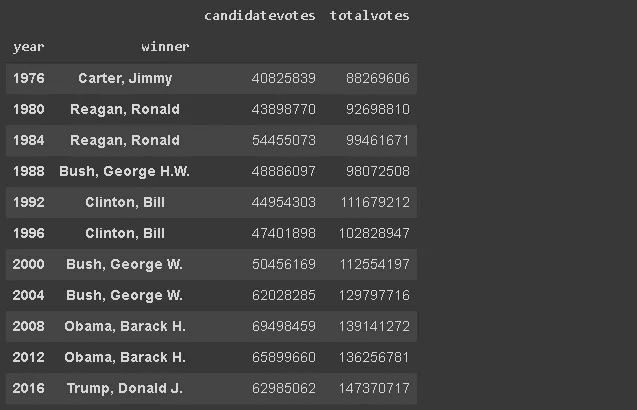 candidatevotes totalvotes
year winner
1976 Carter, Jimmy 40825839 88269606
1980 Reagan, Ronald 43898770 92698810
1984 Reagan, Ronald 54455073 99461671
1988 Bush, George H.W. 48886097 98072508
1992 Clinton, Bill 44954303 111679212
1996 Clinton, Bill 47401898 102828947
2000 Bush, George W. 50456169 112554197
2004 Bush, George W. 62028285 129797716
2008 Obama, Barack H. 69498459 139141272
2012 Obama, Barack H. 65899660 136256781
2016 Trump, Donald J. 62985062 147370717